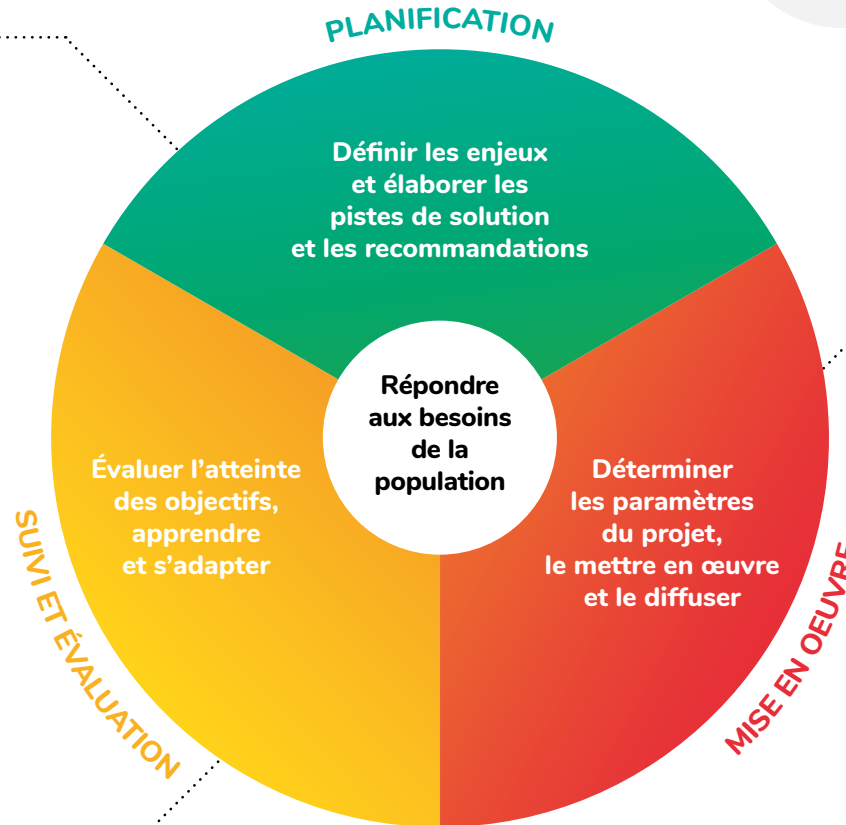 PLANIFICATION
Définir les enjeux
et élaborer les
pistes de solution
et les recommandations
Répondre
aux besoins
de la
population
Évaluer l’atteinte
des objectifs,
apprendre
et s’adapter
Déterminer
les paramètres
du projet,
le mettre en œuvre
et le diffuser
SUIVI ET ÉVALUATION
MISE EN OEUVRE